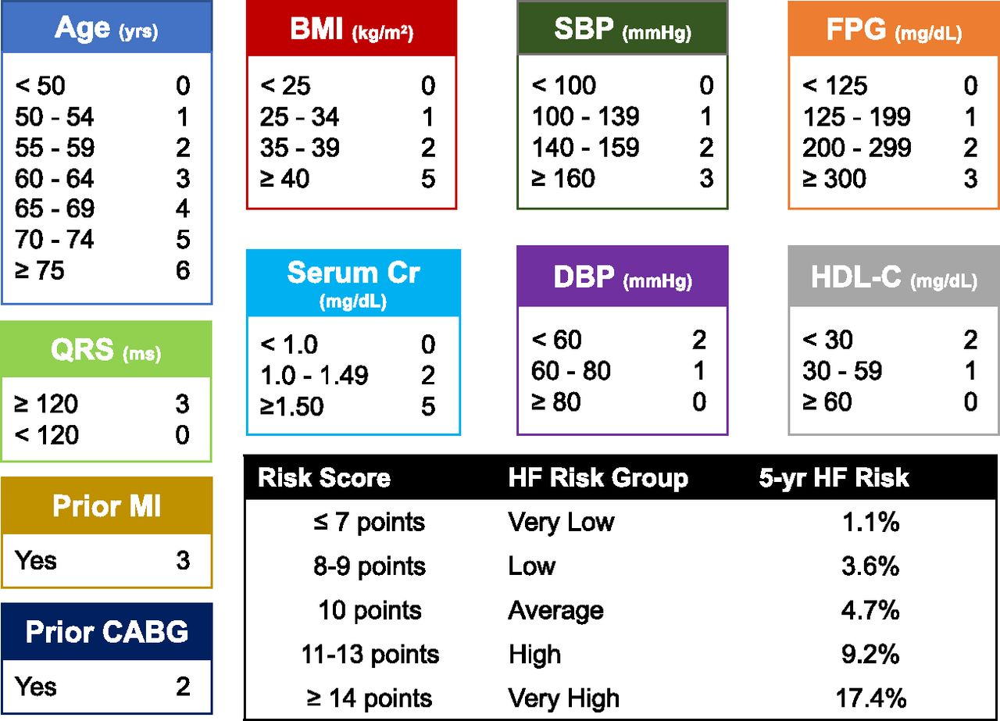 Age (yrs)
< 50 0
50 - 54 1
55 - 59 2
60 - 64 3
65 - 69 4
70 - 74 5
≥ 75 6
BMI (kg/m²)
< 25 0
25 - 34 1
35 - 39 2
≥ 40 5
SBP (mmHg)
< 100 0
100 - 139 1
140 - 159 2
≥ 160 3
FPG (mg/dL)
< 125 0
125 - 199 1
200 - 299 2
≥ 300 3
QRS (ms)
≥ 120 3
< 120 0
Serum Cr
(mg/dL)
< 1.0 0
1.0 - 1.49 2
≥1.50 5
DBP (mmHg)
< 60 2
60 - 80 1
≥ 80 0
HDL-C (mg/dL)
< 30 2
30 - 59 1
≥ 60 0
Prior MI
Yes 3
Prior CABG
Yes 2
Risk Score HF Risk Group 5-yr HF Risk
≤ 7 points Very Low 1.1%
8-9 points Low 3.6%
10 points Average 4.7%
11-13 points High 9.2%
≥ 14 points Very High 17.4%